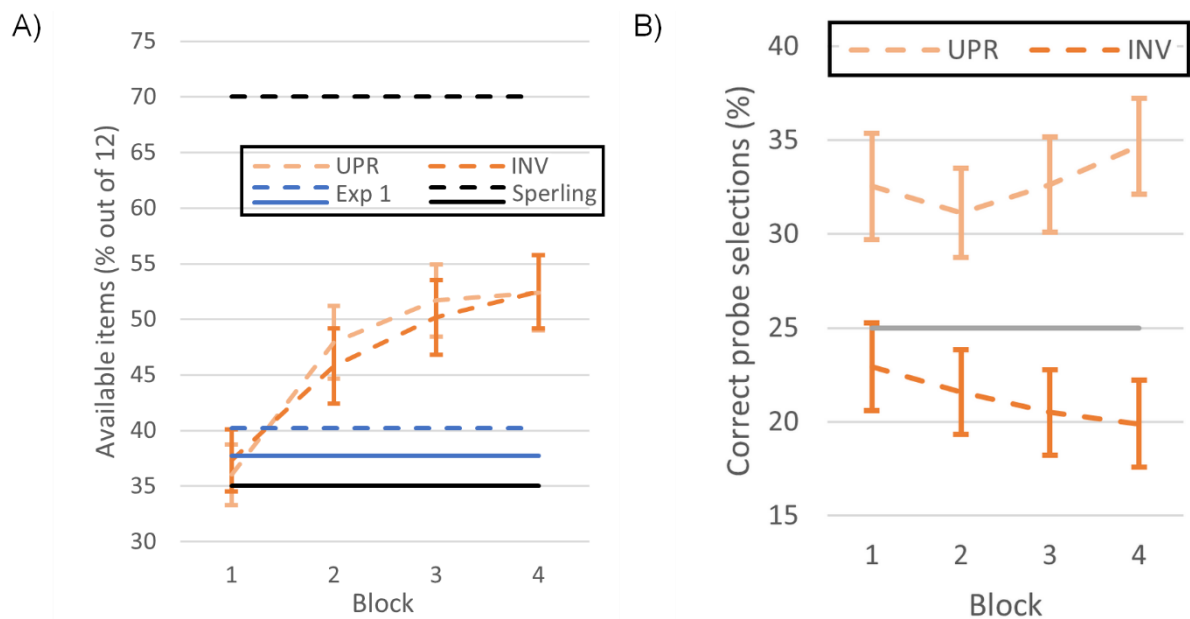 A)
75
70
65
60
55
50
45
40
35
30
Available items (% out of 12)
UPR INV
Exp 1 Sperling
1 2 3 4
Block
B)
40
35
30
25
20
15
Correct probe selections (%)
UPR INV
1 2 3 4
Block